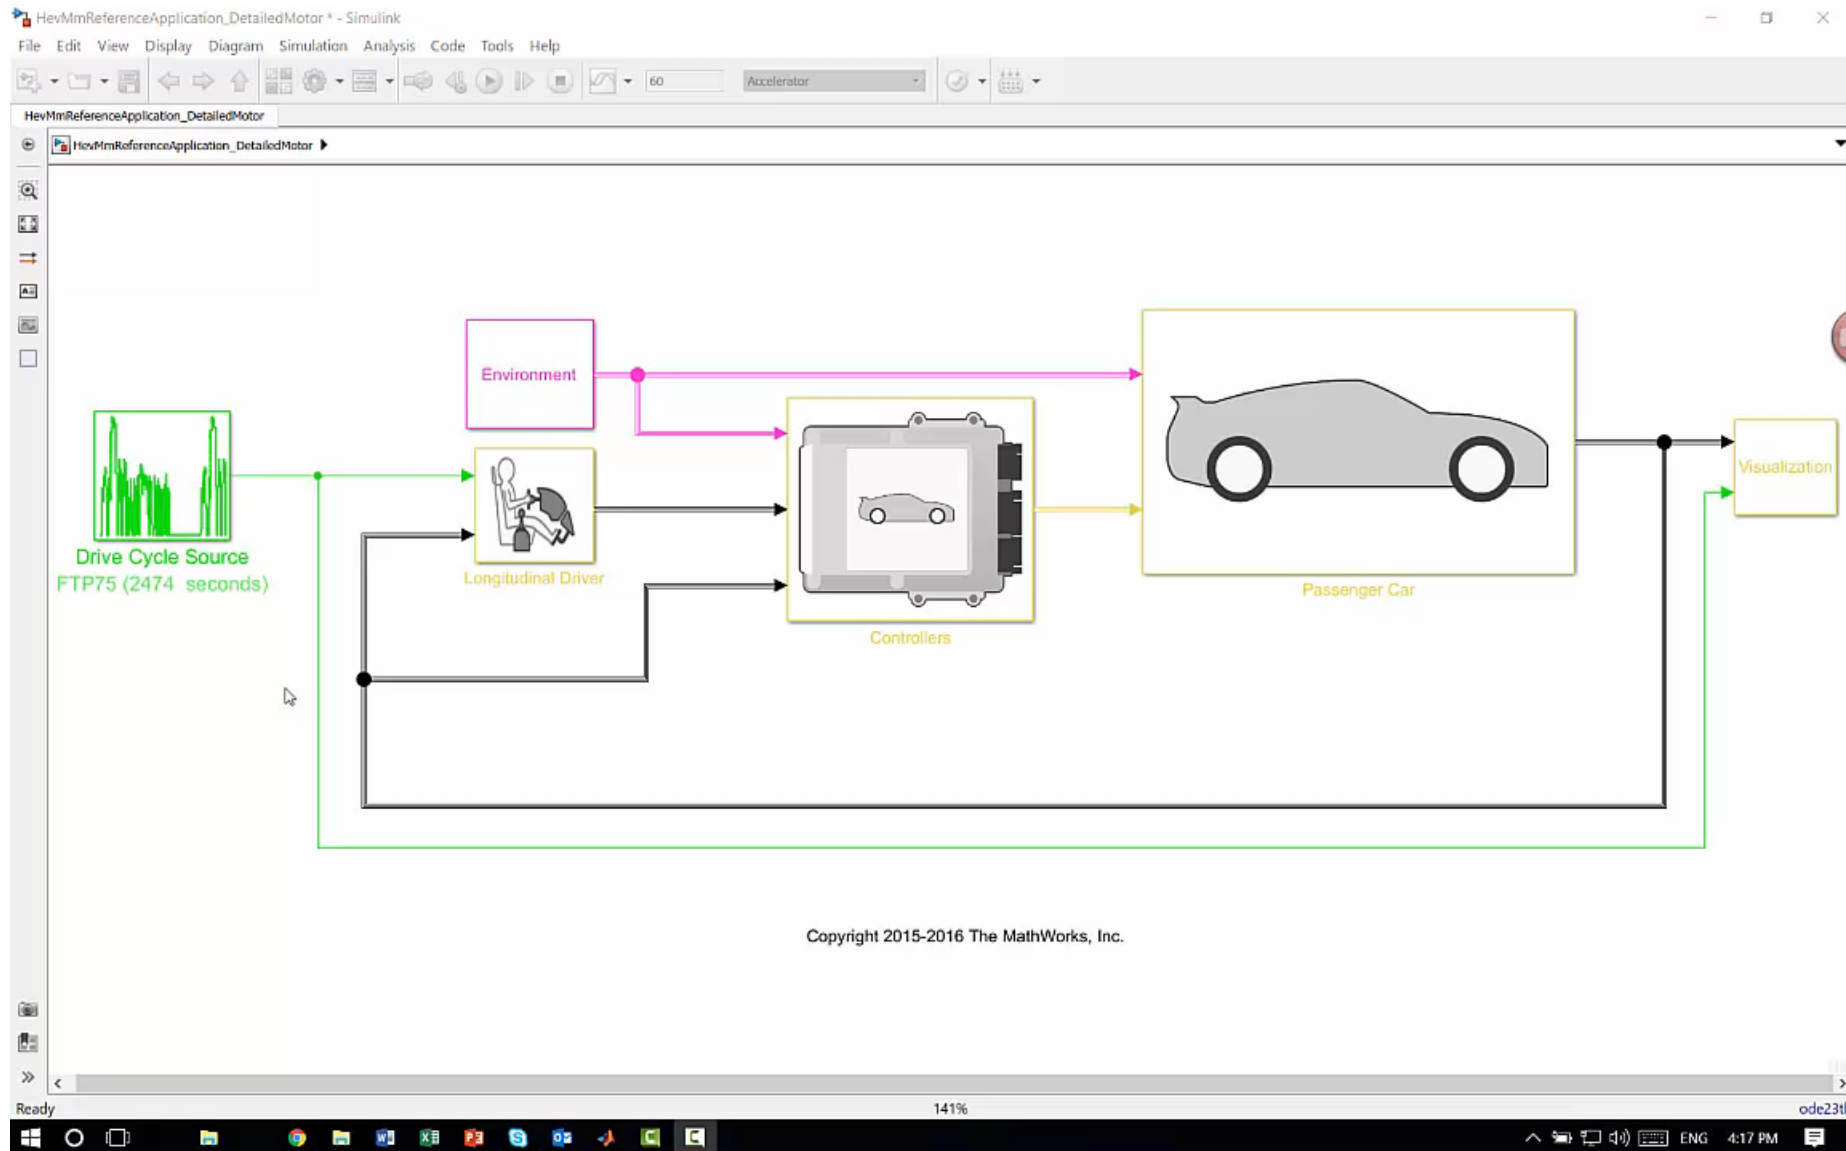 HevMmReferenceApplication_DetailedMotor * - Simulink
File Edit View Display Diagram Simulation Analysis Code Tools Help
60 Accelerator
HevMmReferenceApplication_DetailedMotor
HevMmReferenceApplication_DetailedMotor
Environment
Visualization
Drive Cycle Source
FTP75 (2474 seconds)
Longitudinal Driver
Passenger Car
Controllers
Copyright 2015-2016 The MathWorks, Inc.
Ready 141%
ENG 4:17 PM